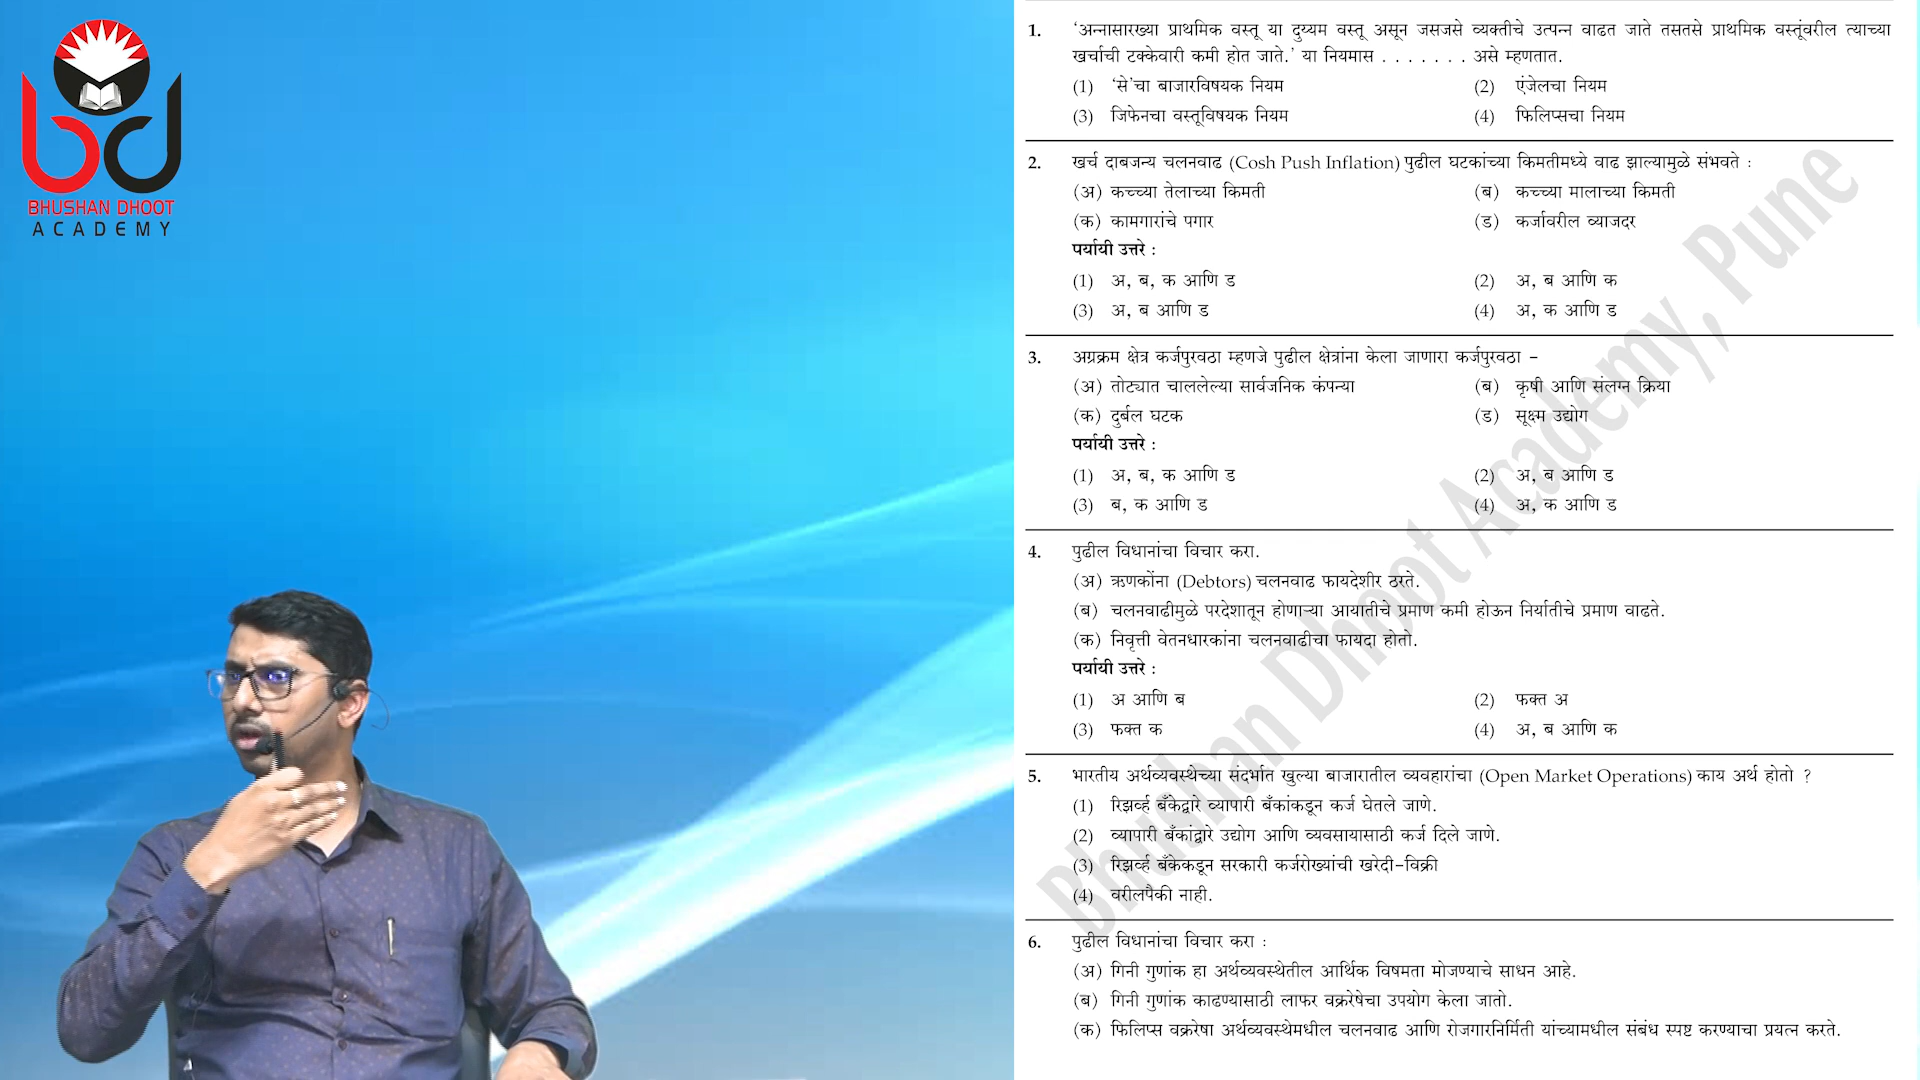 BHUSHAN DHOOT
ACADEMY
1. 'अन्नासारख्या प्राथमिक वस्तू या दुय्यम वस्तू असून जसजसे व्यक्तीचे उत्पन्न वाढत जाते तसतसे प्राथमिक वस्तूंवरील त्याच्या
खर्चाची टक्केवारी कमी होत जाते.' या नियमास . . . . . . . असे म्हणतात.
(1) 'से'चा बाजारविषयक नियम (2) एंजेलचा नियम
(3) जिफेनचा वस्तूविषयक नियम (4) फिलिप्सचा नियम
2. खर्च दाबजन्य चलनवाढ (Cosh Push Inflation) पुढील घटकांच्या किमतीमध्ये वाढ झाल्यामुळे संभवते :
(अ) कच्च्या तेलाच्या किमती (ब) कच्च्या मालाच्या किमती
(क) कामगारांचे पगार (ड) कर्जावरील व्याजदर
पर्यायी उत्तरे :
(1) अ, ब, क आणि ड (2) अ, ब आणि क
(3) अ, ब आणि ड (4) अ, क आणि ड
3. अग्रक्रम क्षेत्र कर्जपुरवठा म्हणजे पुढील क्षेत्रांना केला जाणारा कर्जपुरवठा –
(अ) तोट्यात चाललेल्या सार्वजनिक कंपन्या (ब) कृषी आणि संलग्न क्रिया
(क) दुर्बल घटक (ड) सूक्ष्म उद्योग
पर्यायी उत्तरे :
(1) अ, ब, क आणि ड (2) अ, ब आणि ड
(3) ब, क आणि ड (4) अ, क आणि ड
4. पुढील विधानांचा विचार करा.
(अ) ऋणकोंना (Debtors) चलनवाढ फायदेशीर ठरते.
(ब) चलनवाढीमुळे परदेशातून होणाऱ्या आयातीचे प्रमाण कमी होऊन निर्यातीचे प्रमाण वाढते.
(क) निवृत्ती वेतनधारकांना चलनवाढीचा फायदा होतो.
पर्यायी उत्तरे :
(1) अ आणि ब (2) फक्त अ
(3) फक्त क (4) अ, ब आणि क
5. भारतीय अर्थव्यवस्थेच्या संदर्भात खुल्या बाजारातील व्यवहारांचा (Open Market Operations) काय अर्थ होतो ?
(1) रिझर्व्ह बँकेद्वारे व्यापारी बँकांकडून कर्ज घेतले जाणे.
(2) व्यापारी बँकांद्वारे उद्योग आणि व्यवसायासाठी कर्ज दिले जाणे.
(3) रिझर्व्ह बँकेकडून सरकारी कर्जरोख्यांची खरेदी-विक्री
(4) वरीलपैकी नाही.
6. पुढील विधानांचा विचार करा :
(अ) गिनी गुणांक हा अर्थव्यवस्थेतील आर्थिक विषमता मोजण्याचे साधन आहे.
(ब) गिनी गुणांक काढण्यासाठी लाफर वक्ररेषेचा उपयोग केला जातो.
(क) फिलिप्स वक्ररेषा अर्थव्यवस्थेमधील चलनवाढ आणि रोजगारनिर्मिती यांच्यामधील संबंध स्पष्ट करण्याचा प्रयत्न करते.
Bhushan Dhoot Academy, Pune